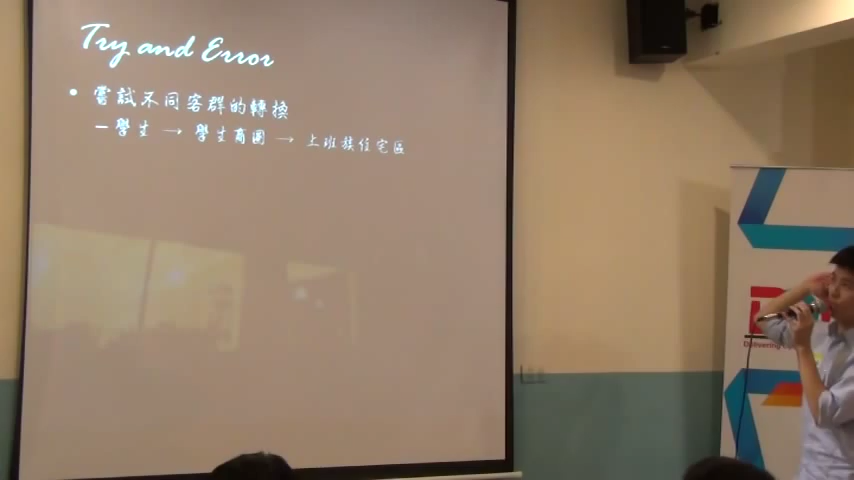 Try and Error
• 嘗試不同客群的轉換
– 學生 → 學生商圈 → 上班族住宅區
Delivering